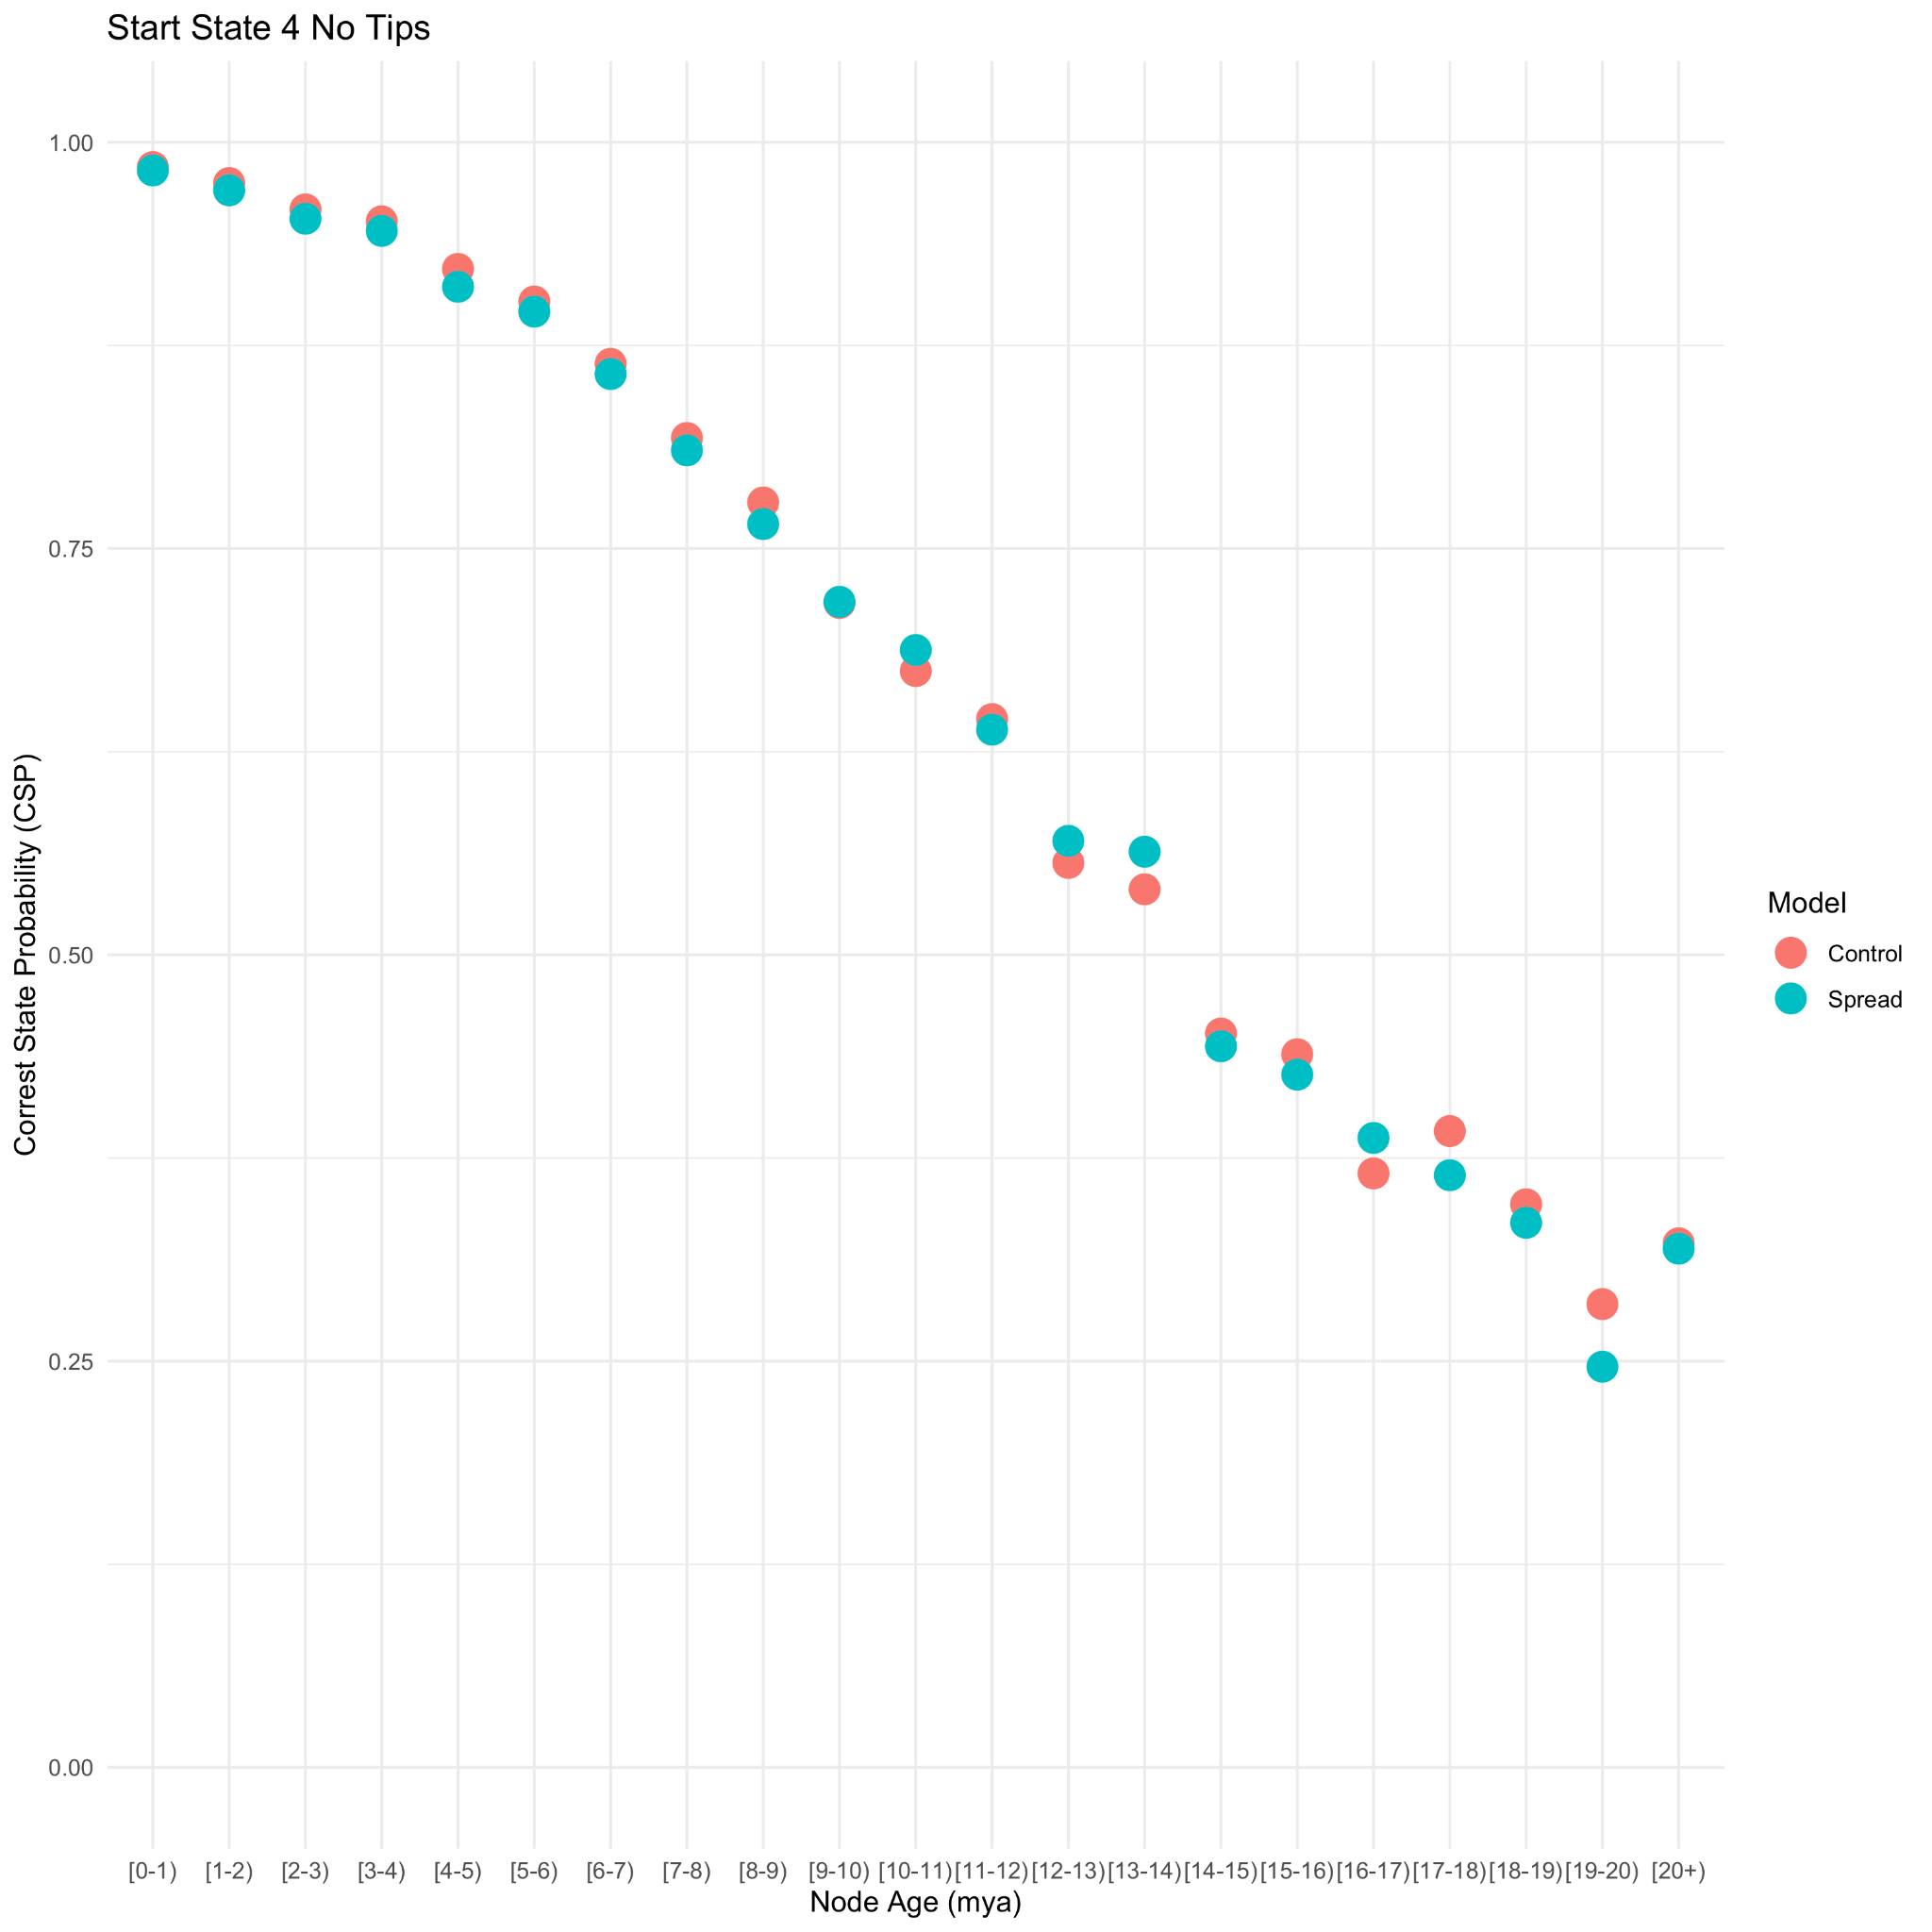 Start State 4 No Tips
1.00
0.75
0.50
0.25
0.00
Correst State Probability (CSP)
[0-1) [1-2) [2-3) [3-4) [4-5) [5-6) [6-7) [7-8) [8-9) [9-10) [10-11) [11-12) [12-13) [13-14) [14-15) [15-16) [16-17) [17-18) [18-19) [19-20) [20+)
Node Age (mya)
Model
Control
Spread